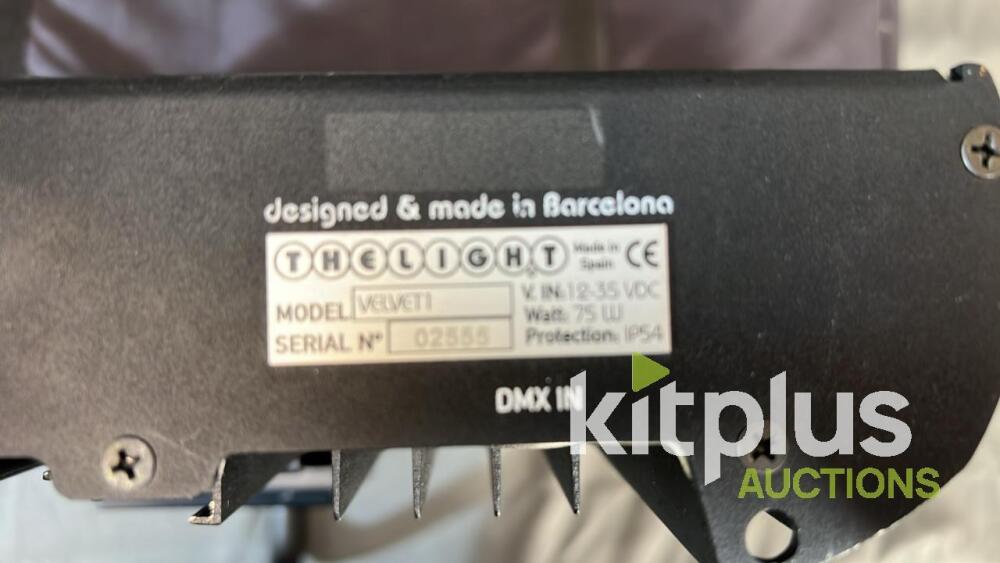 designed & made in Barcelona
THELIGHT Made in Spain CE
MODEL VELVET1
V. IN: 12-35 VDC
Watt: 75 W
SERIAL Nº 02555
Protection: IP54
DMX IN
kitplus
AUCTIONS